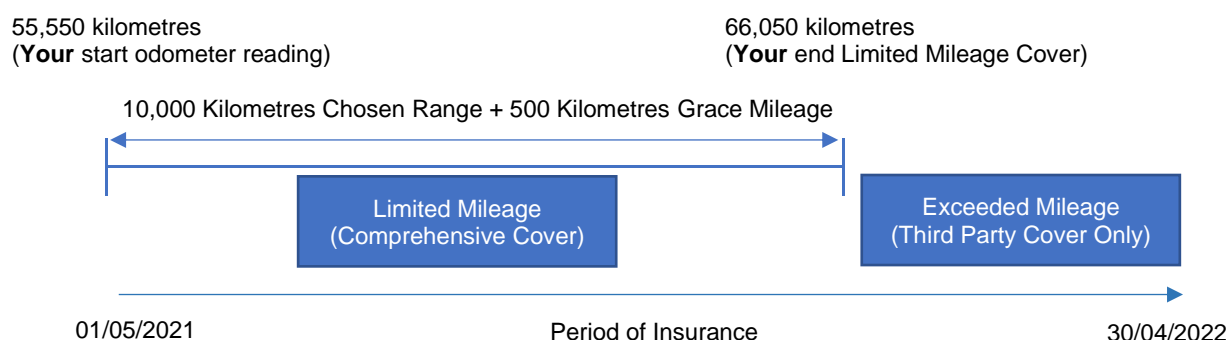 55,550 kilometres
(Your start odometer reading)
66,050 kilometres
(Your end Limited Mileage Cover)
10,000 Kilometres Chosen Range + 500 Kilometres Grace Mileage
Limited Mileage
(Comprehensive Cover)
Exceeded Mileage
(Third Party Cover Only)
01/05/2021
Period of Insurance
30/04/2022